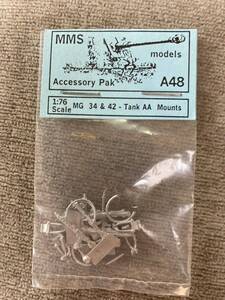 MMS
models
Accessory Pak A48
1:76
Scale MG 34 & 42 - Tank AA Mounts